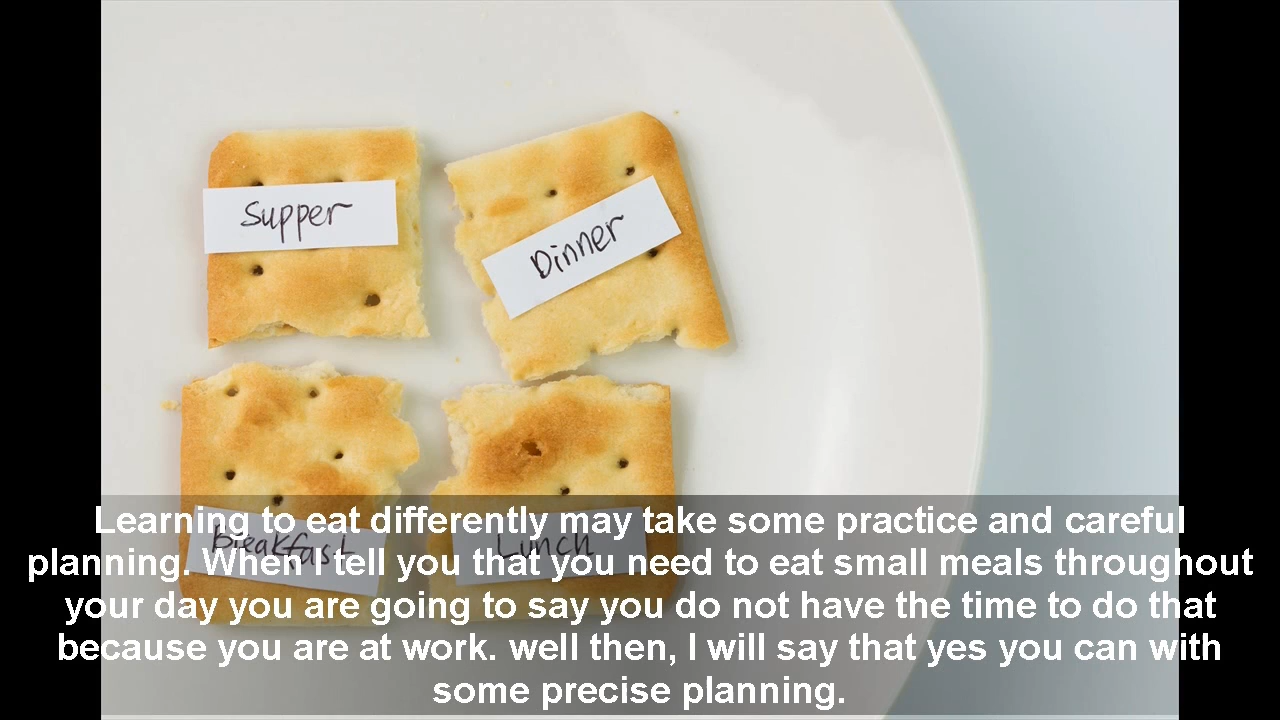 Supper
Dinner
Breakfast
Lunch
Learning to eat differently may take some practice and careful
planning. When I tell you that you need to eat small meals throughout
your day you are going to say you do not have the time to do that
because you are at work. well then, I will say that yes you can with
some precise planning.